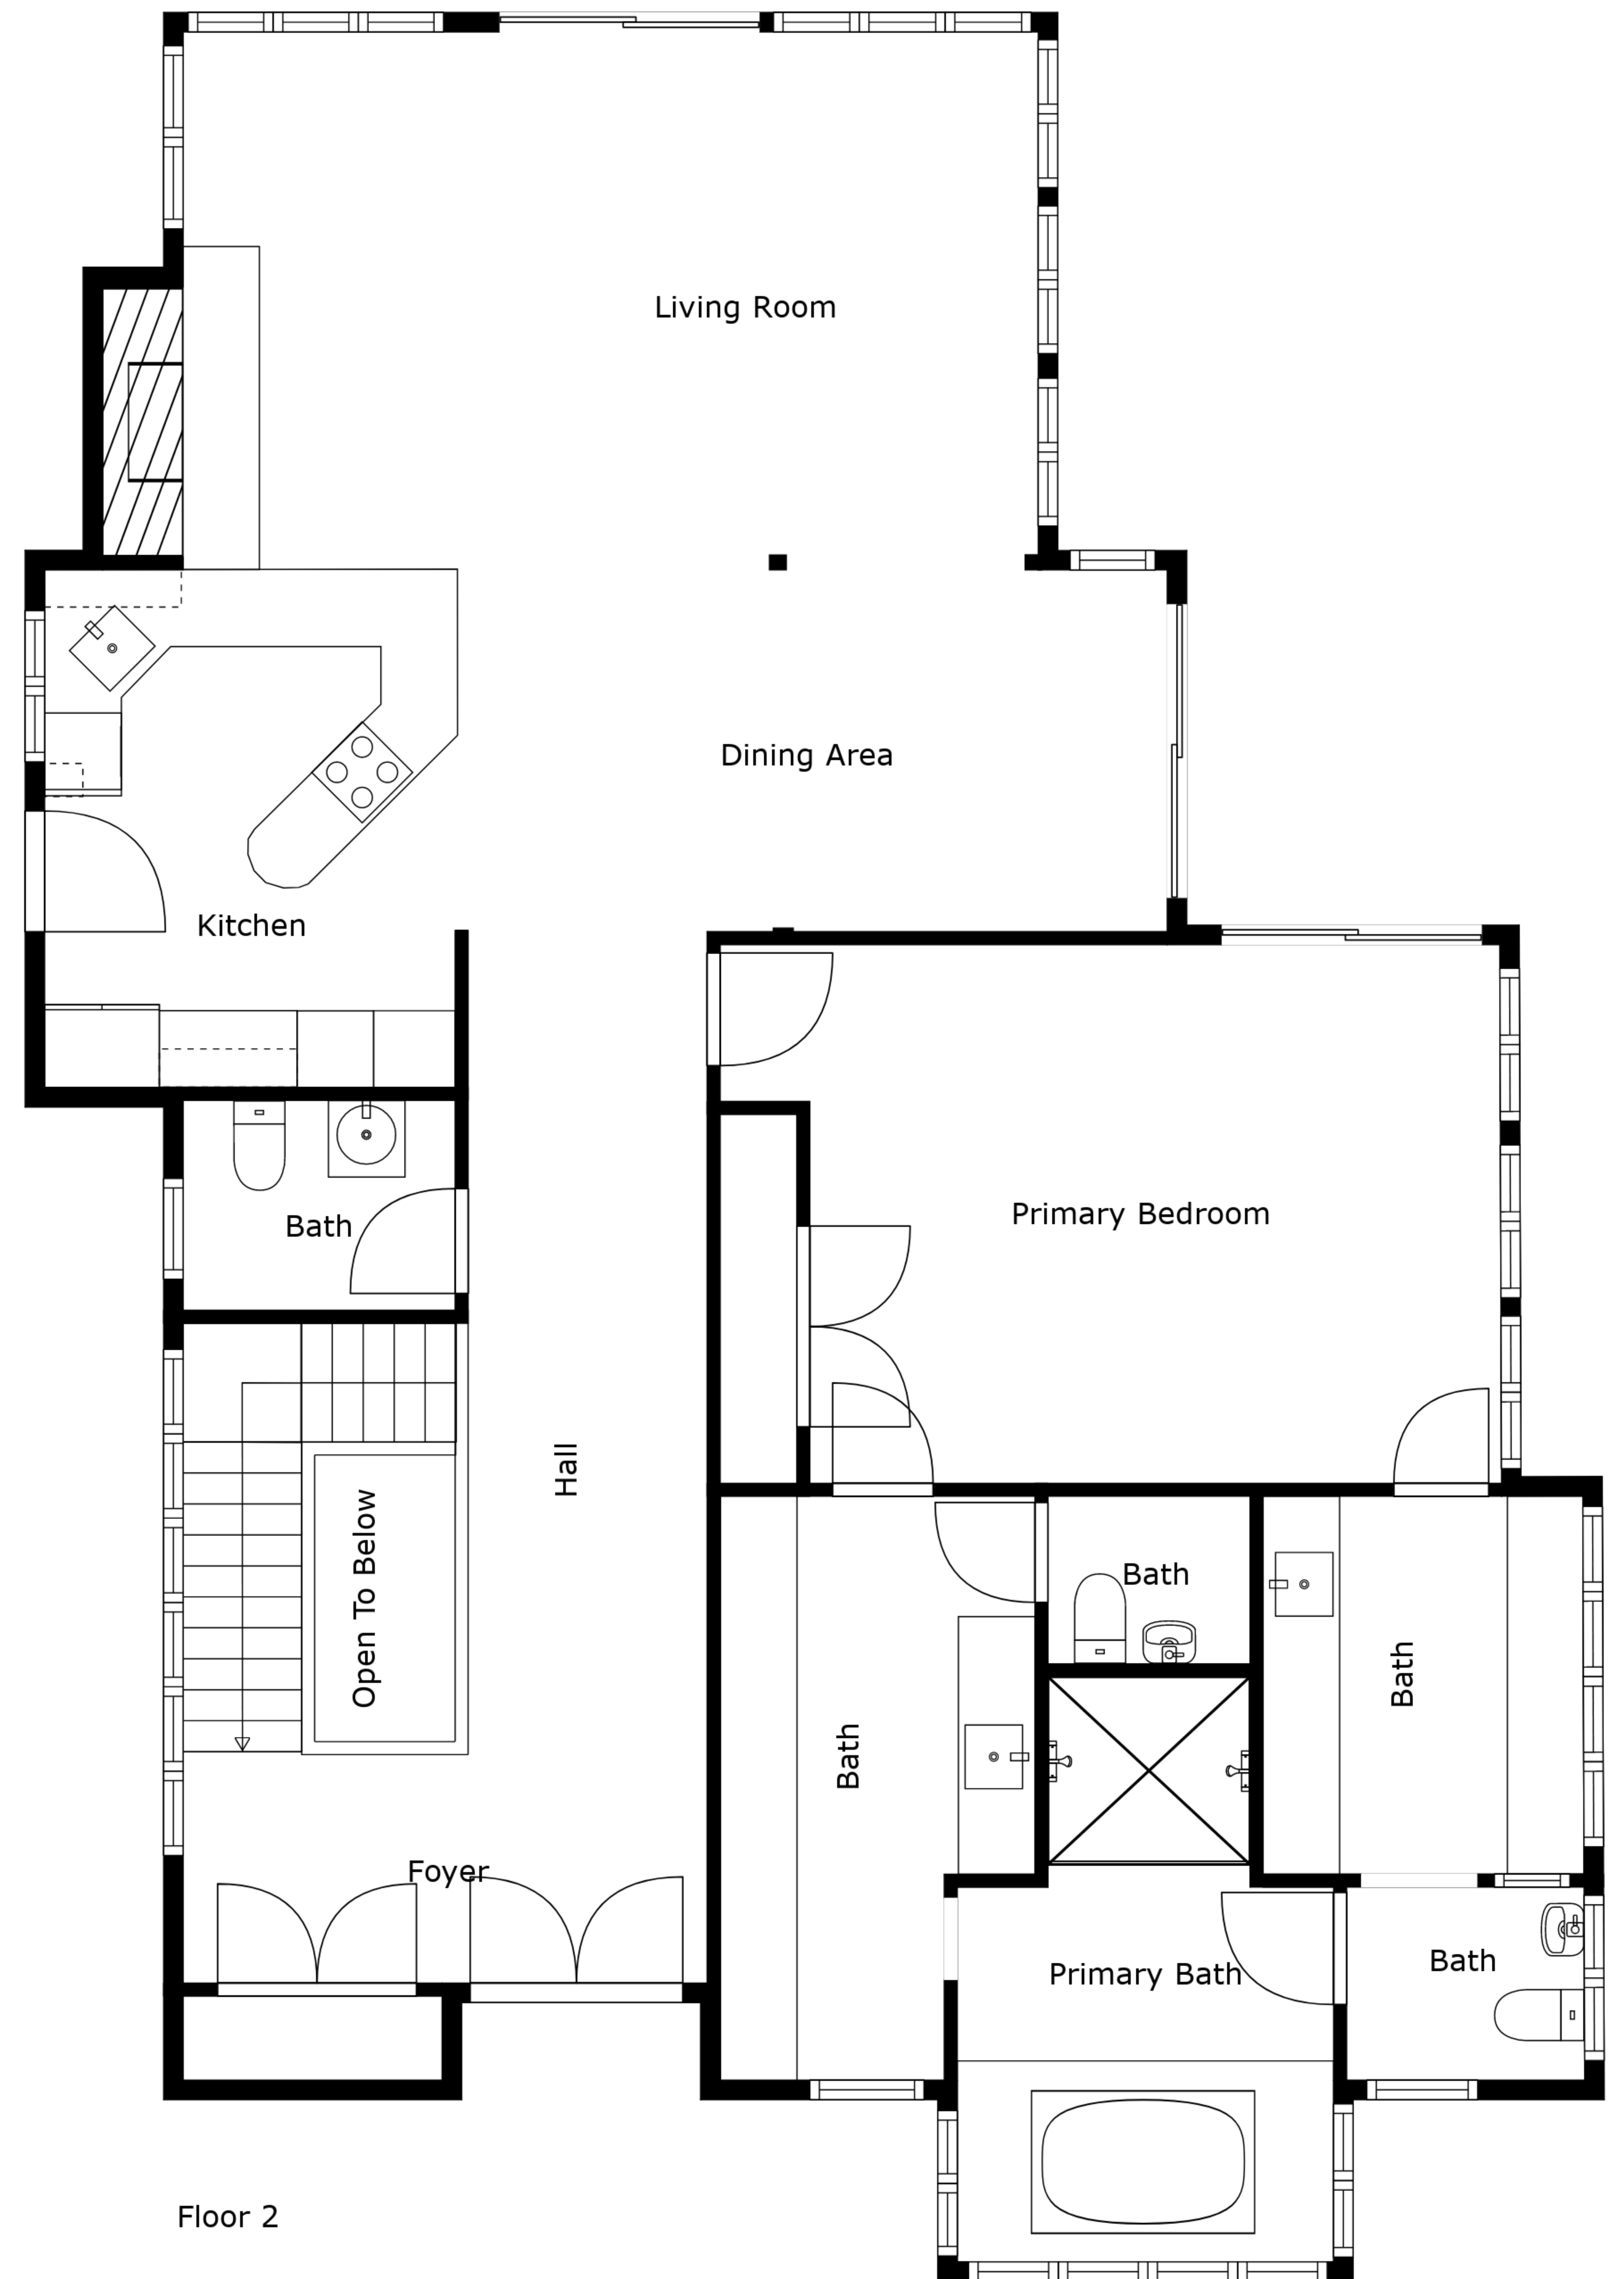 Living Room
Dining Area
Kitchen
Primary Bedroom
Bath
Hall
Open To Below
Bath
Bath
Bath
Foyer
Primary Bath
Bath
Floor 2